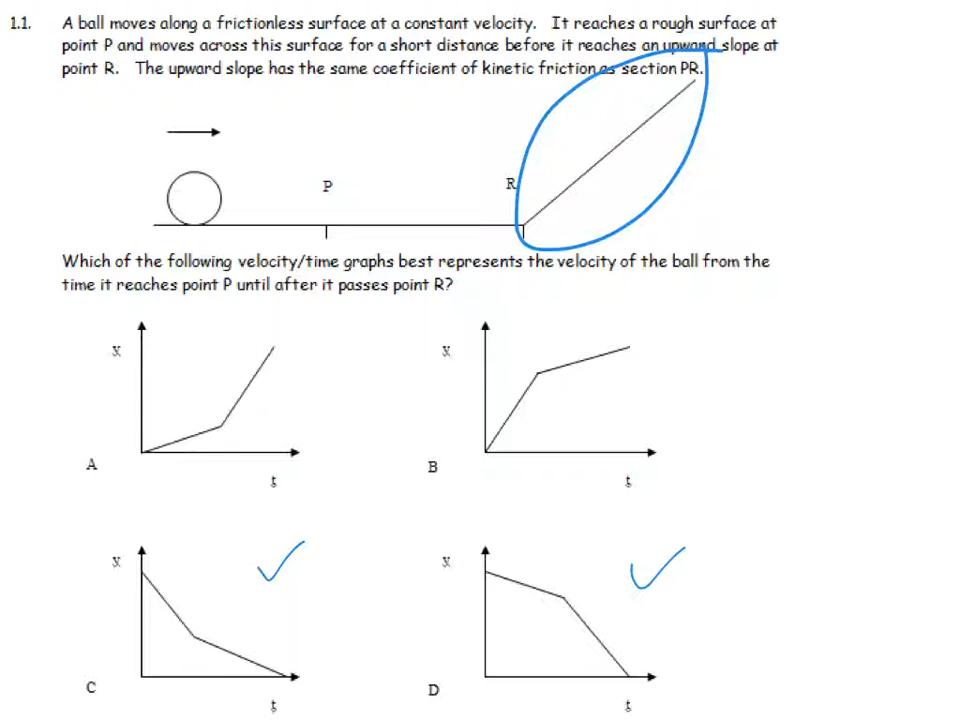 1.1. A ball moves along a frictionless surface at a constant velocity. It reaches a rough surface at
point P and moves across this surface for a short distance before it reaches an upward slope at
point R. The upward slope has the same coefficient of kinetic friction as section PR.
P
R
Which of the following velocity/time graphs best represents the velocity of the ball from the
time it reaches point P until after it passes point R?
v
v
A
B
t
t
v
v
C
D
t
t